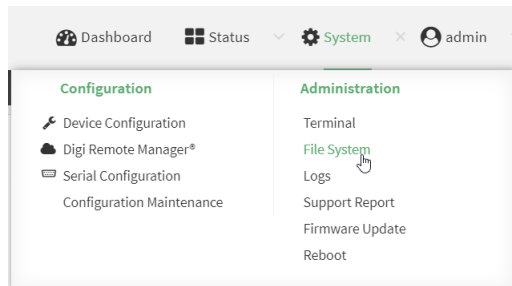 Dashboard Status System admin
Configuration
Device Configuration
Digi Remote Manager®
Serial Configuration
Configuration Maintenance
Administration
Terminal
File System
Logs
Support Report
Firmware Update
Reboot